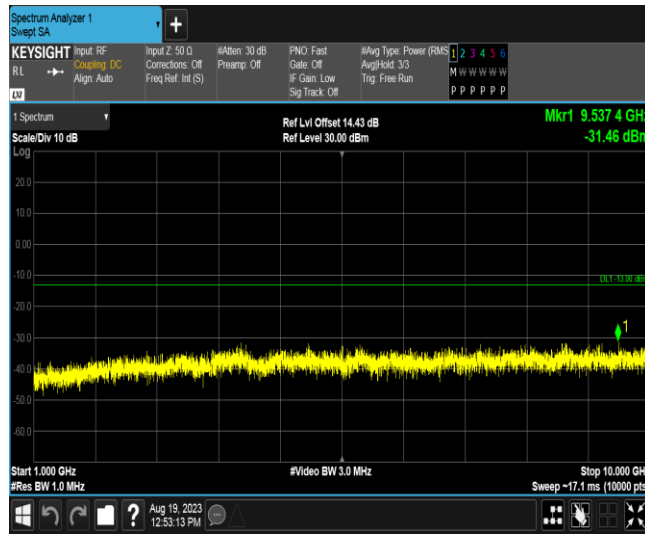 Spectrum Analyzer 1
Swept SA
+
KEYSIGHT Input: RF Input Z: 50 Ω #Atten: 30 dB PNO: Fast #Avg Type: Power (RMS 1 2 3 4 5 6
RL Coupling: DC Corrections: Off Preamp: Off Gate: Off Avg|Hold: 3/3 M W W W W W
Align: Auto Freq Ref: Int (S) IF Gain: Low Trig: Free Run
LXI Sig Track: Off P P P P P P
1 Spectrum Ref Lvl Offset 14.43 dB Mkr1 9.537 4 GHz
Scale/Div 10 dB Ref Level 30.00 dBm -31.46 dBm
Log
20.0
10.0
0.00
-10.0
DL1 -13.00 dBm
-20.0
-30.0
1
-40.0
-50.0
-60.0
Start 1.000 GHz #Video BW 3.0 MHz Stop 10.000 GHz
#Res BW 1.0 MHz Sweep ~17.1 ms (10000 pts
? Aug 19, 2023
12:53:13 PM